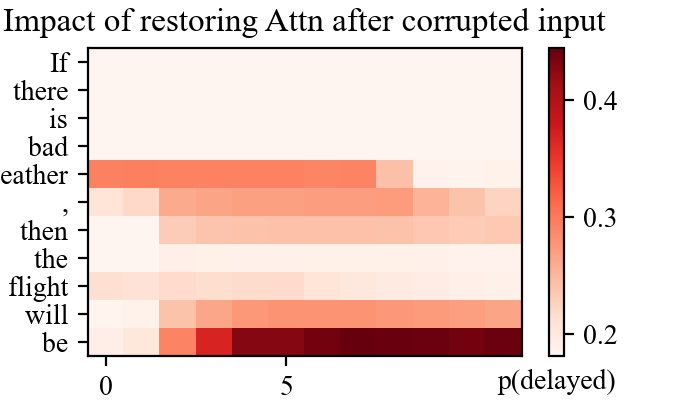 Impact of restoring Attn after corrupted input
If
there
is
bad
eather
,
then
the
flight
will
be
0 5
0.4
0.3
0.2
p(delayed)